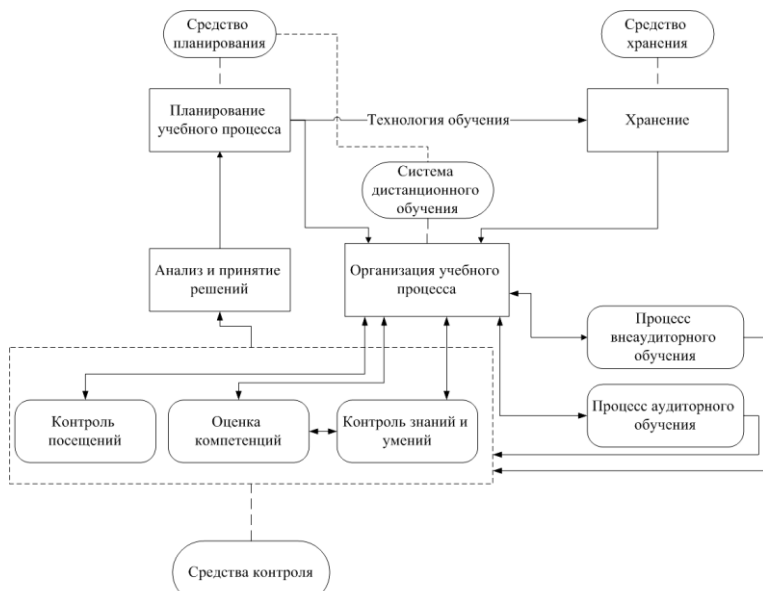 Средство
планирования
Средство
хранения
Планирование
учебного процесса
Технология обучения
Хранение
Система
дистанционного
обучения
Анализ и принятие
решений
Организация учебного
процесса
Процесс
внеаудиторного
обучения
Контроль
посещений
Оценка
компетенций
Контроль знаний и
умений
Процесс аудиторного
обучения
Средства контроля